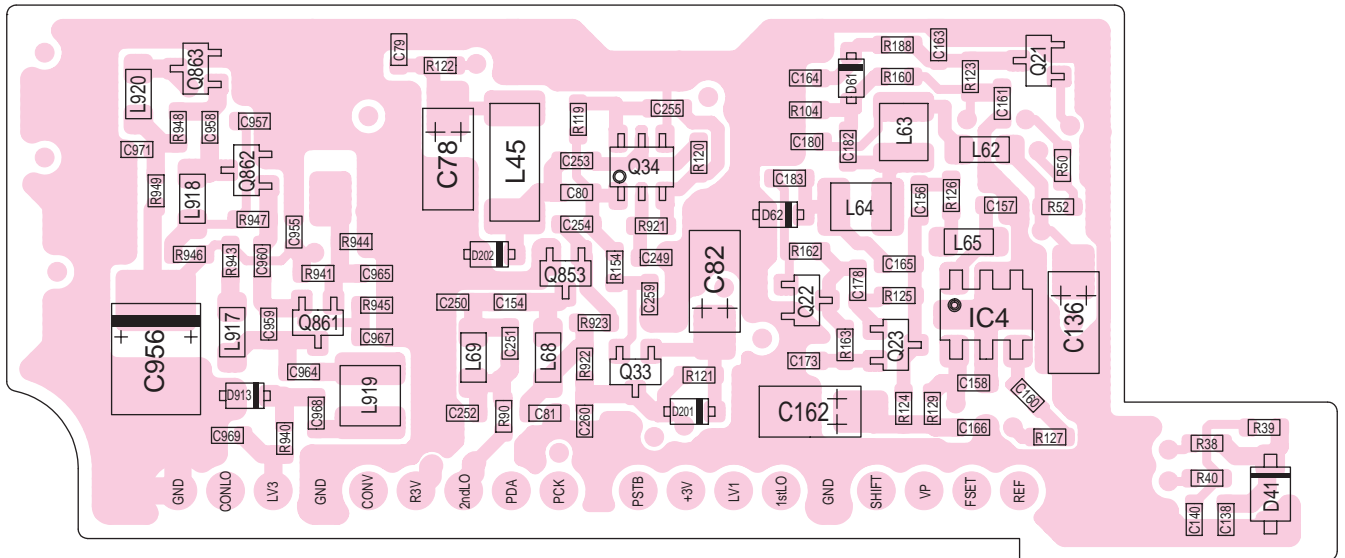 C79
R122
R188
C163
Q21
Q863
L920
C164
D61
R160
R123
C161
R948
C958
C957
R119
C255
R104
L63
C971
C78
L45
Q34
R120
C180
C182
L62
R50
Q862
C253
R949
L918
C80
C183
L64
C156
R126
C157
R52
R947
C955
C254
R921
D62
R944
L65
R946
R943
C960
D202
R154
C249
C82
R162
C165
R941
C965
Q853
C259
Q22
C178
R125
IC4
C136
R945
C250
C154
C956
L917
C959
Q861
C967
R923
L69
C251
L68
R922
Q33
R163
Q23
C173
R121
C964
D913
L919
C158
C160
C968
C252
R90
C81
C260
D201
C162
R124
R129
C969
R940
C166
R127
R38
R39
R40
D41
C140
C138
GND
CONLO
LV3
GND
CONV
R3V
2ndLO
PDA
PCK
PSTB
+3V
LV1
1stLO
GND
SHIFT
VP
FSET
REF